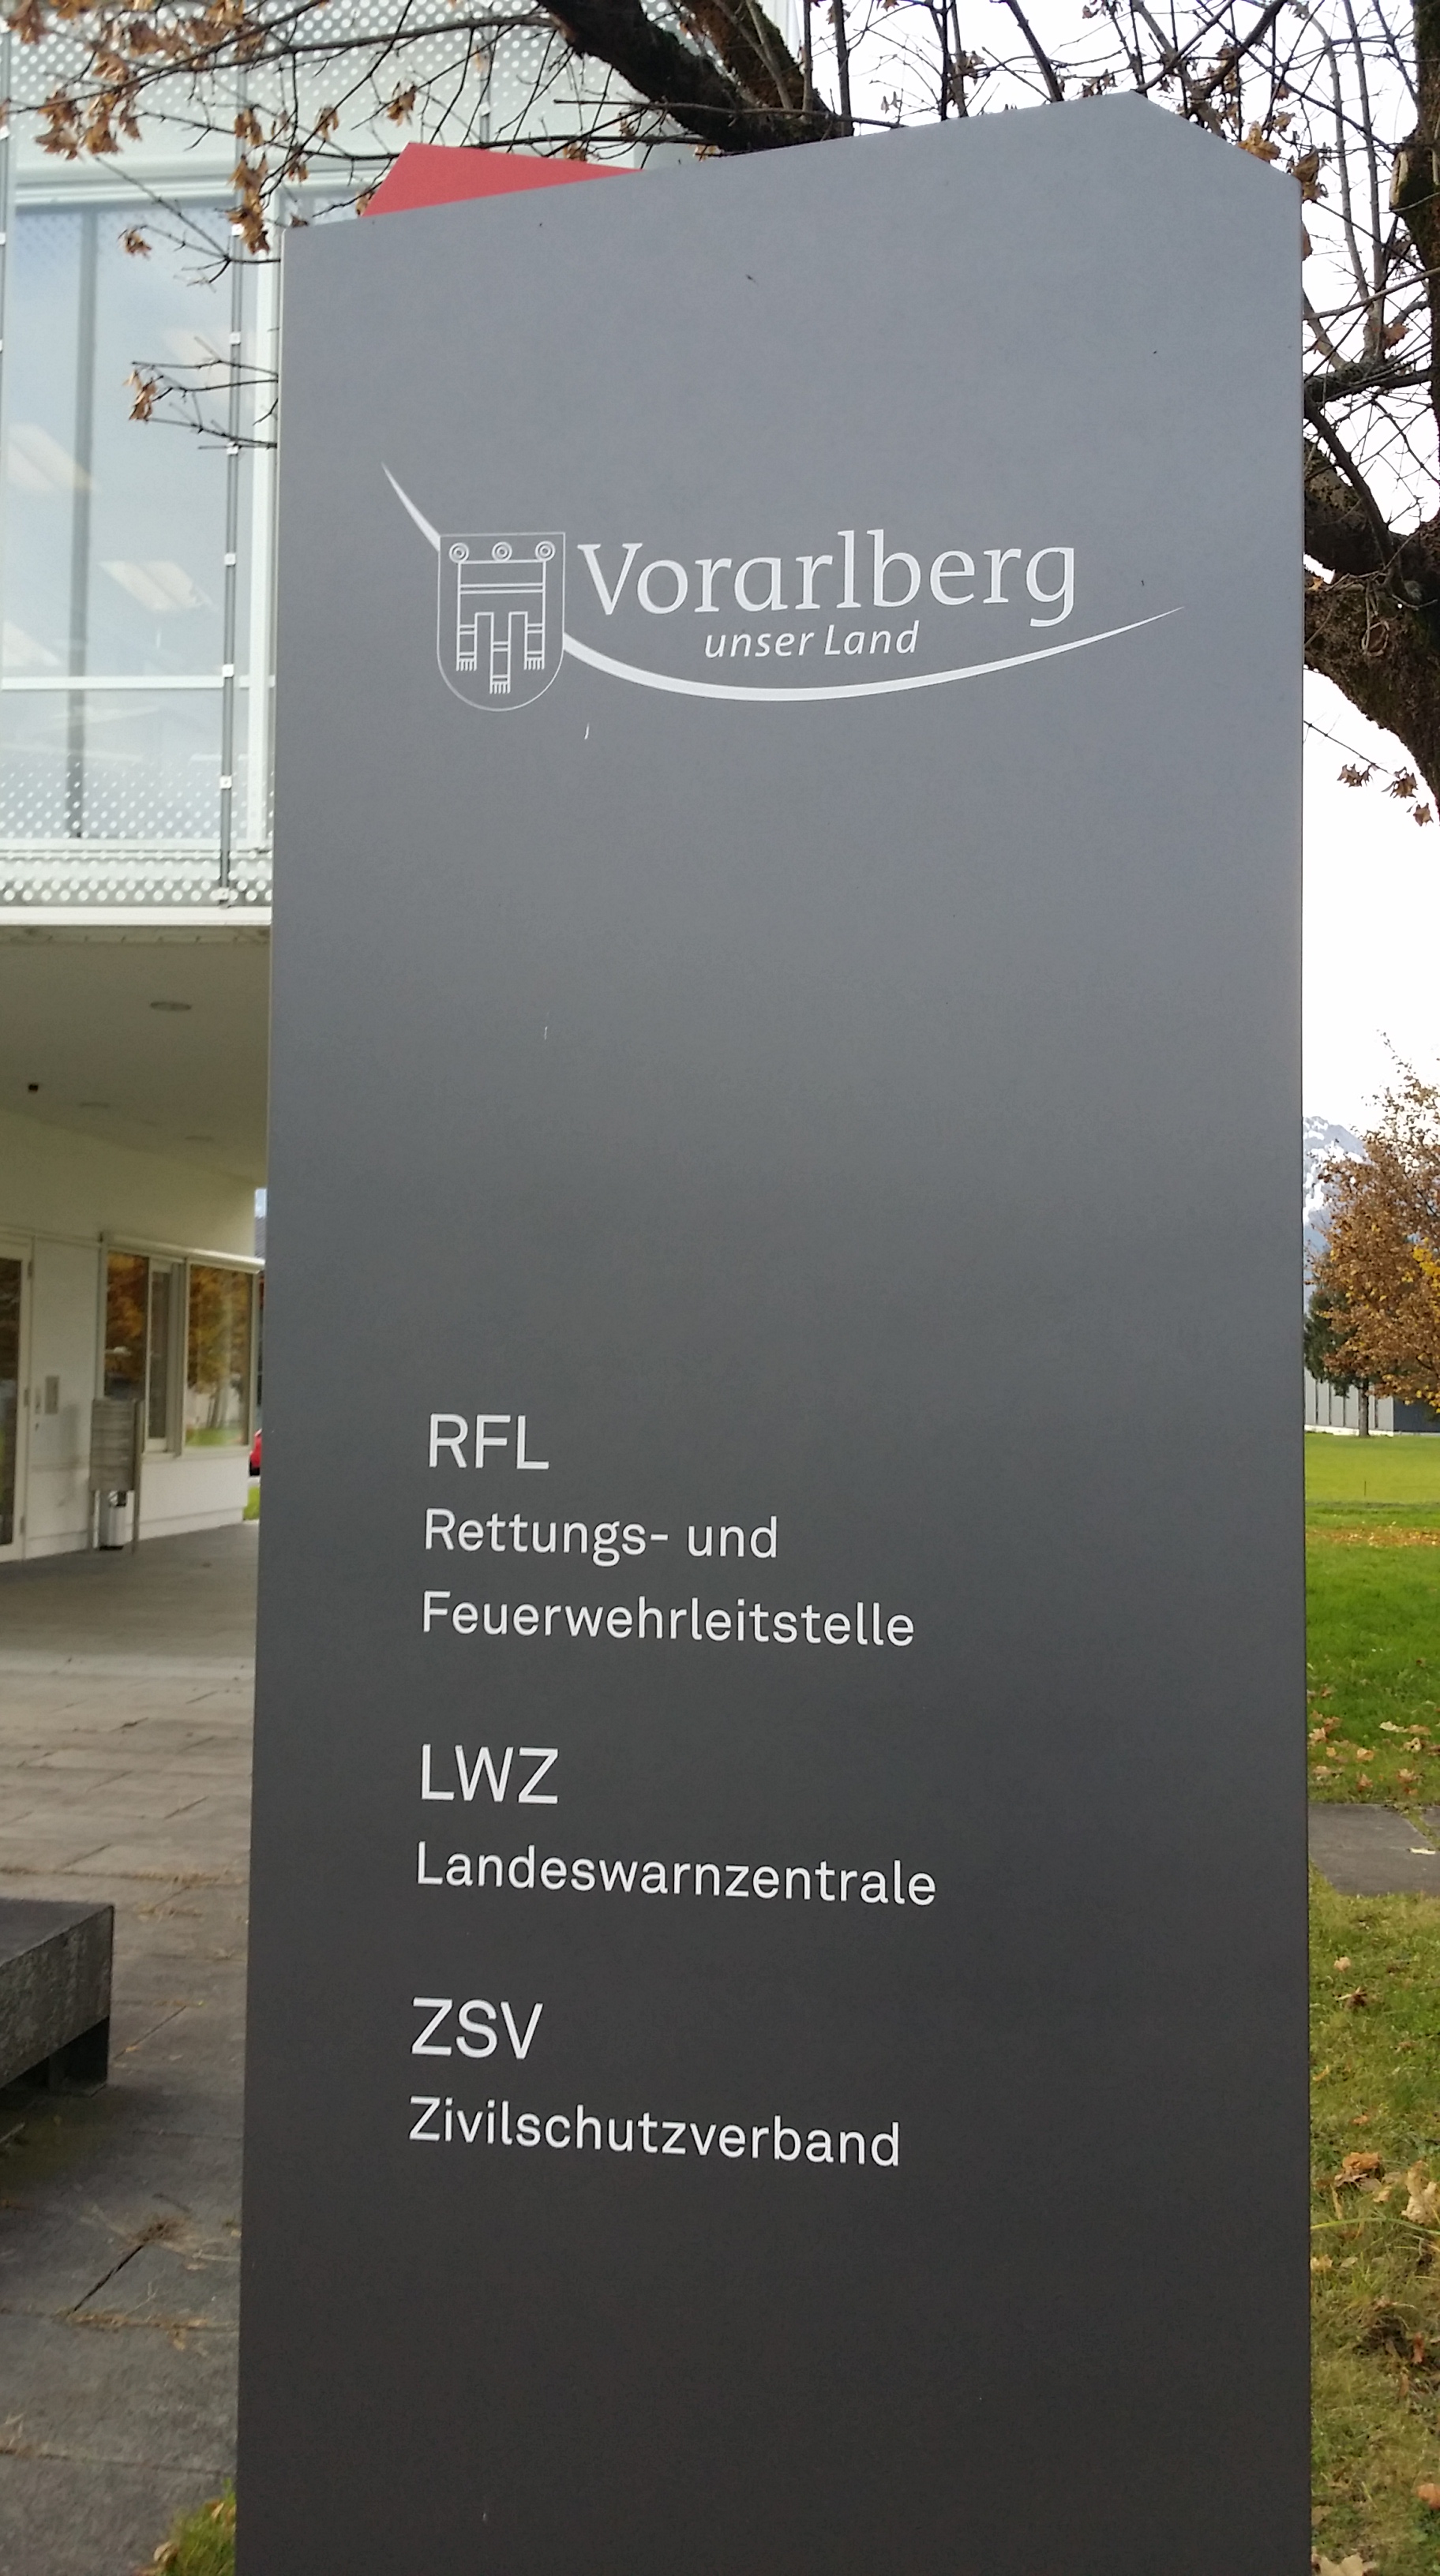 Vorarlberg
unser Land
RFL
Rettungs- und
Feuerwehrleitstelle
LWZ
Landeswarnzentrale
ZSV
Zivilschutzverband